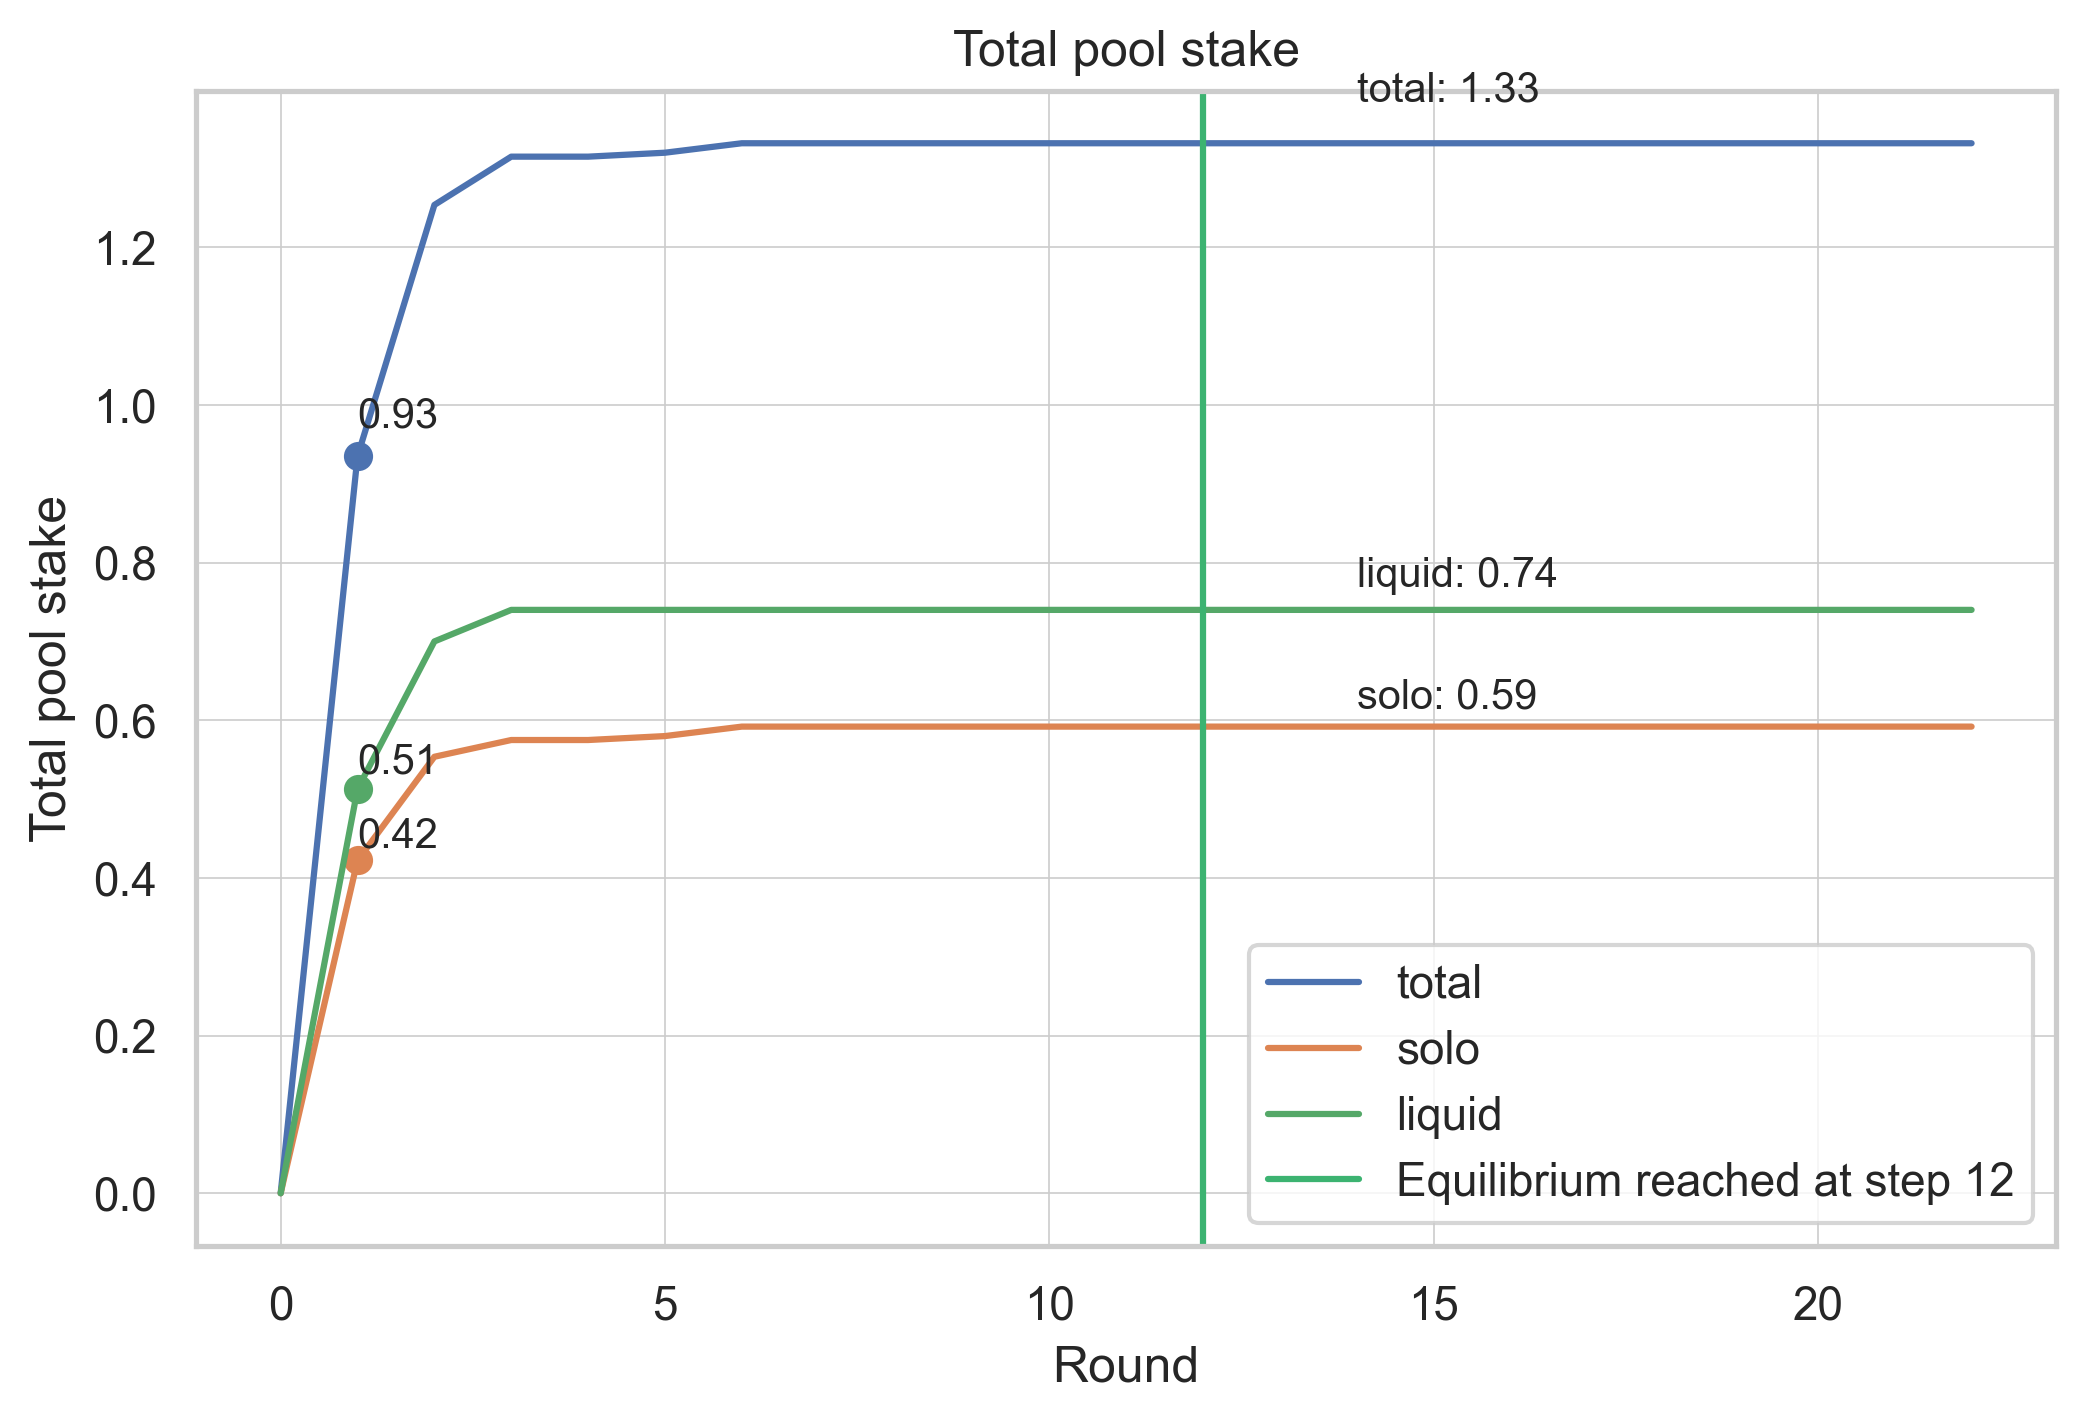 Total pool stake
total: 1.33
1.2
1.0
0.93
0.8
liquid: 0.74
solo: 0.59
0.6
0.51
0.42
0.4
0.2
0.0
Total pool stake
total
solo
liquid
Equilibrium reached at step 12
0 5 10 15 20
Round